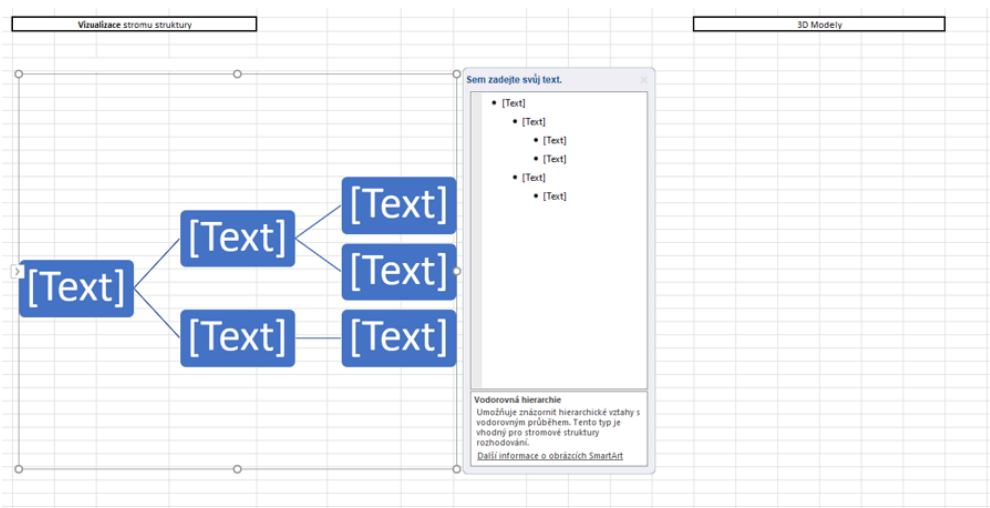 Vizualizace stromu struktury
3D Modely
[Text]
[Text]
[Text]
[Text]
[Text]
[Text]
Sem zadejte svůj text.
[Text]
[Text]
[Text]
[Text]
[Text]
[Text]
Vodorovná hierarchie
Umožňuje znázornit hierarchické vztahy s
vodorovným průběhem. Tento typ je
vhodný pro stromové struktury
rozhodování.
Další informace o obrázcích SmartArt